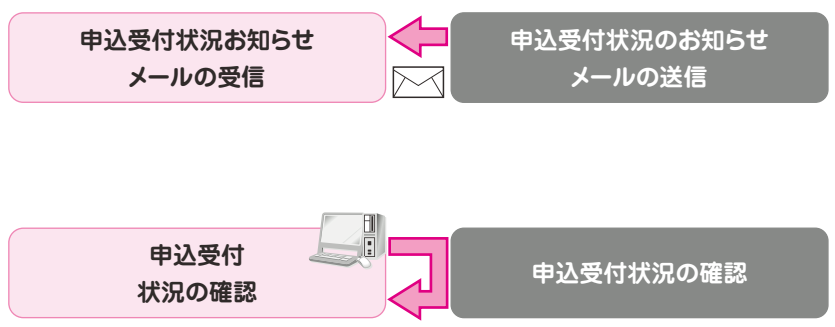 申込受付状況お知らせ
メールの受信
申込受付状況のお知らせ
メールの送信
申込受付
状況の確認
申込受付状況の確認